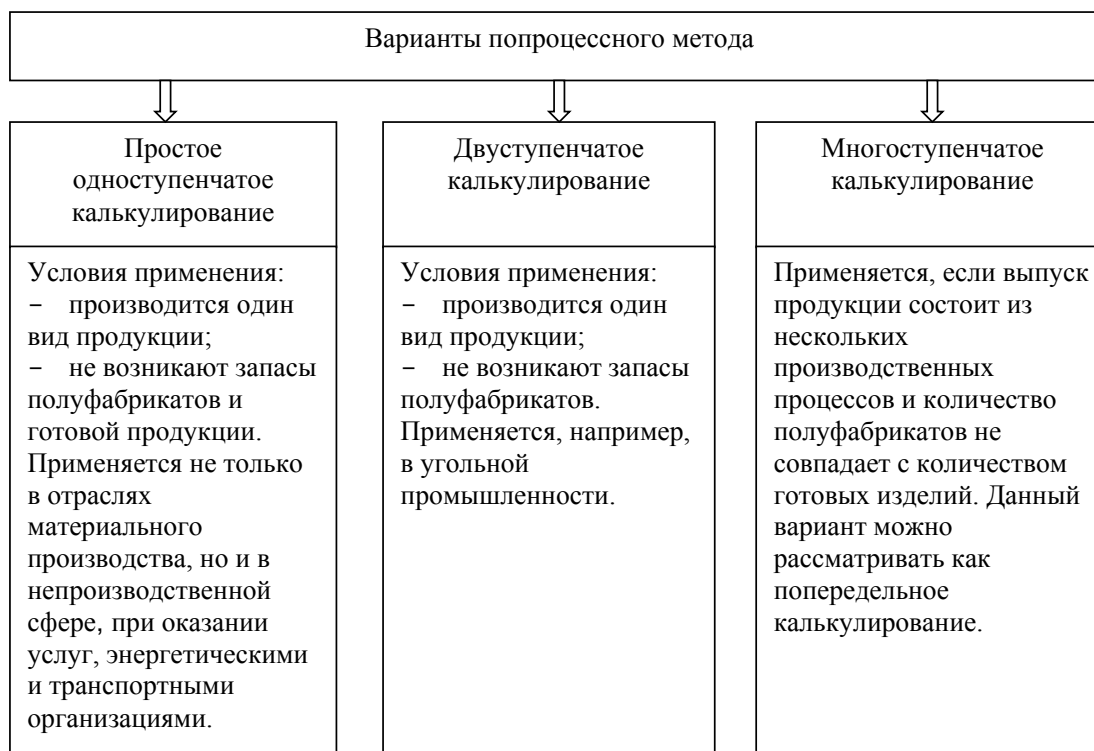 Варианты попроцессного метода
Простое
одноступенчатое
калькулирование
Двуступенчатое
калькулирование
Многоступенчатое
калькулирование
Условия применения:
− производится один
вид продукции;
− не возникают запасы
полуфабрикатов и
готовой продукции.
Применяется не только
в отраслях
материального
производства, но и в
непроизводственной
сфере, при оказании
услуг, энергетическими
и транспортными
организациями.
Условия применения:
− производится один
вид продукции;
− не возникают запасы
полуфабрикатов.
Применяется, например,
в угольной
промышленности.
Применяется, если выпуск
продукции состоит из
нескольких
производственных
процессов и количество
полуфабрикатов не
совпадает с количеством
готовых изделий. Данный
вариант можно
рассматривать как
попередельное
калькулирование.